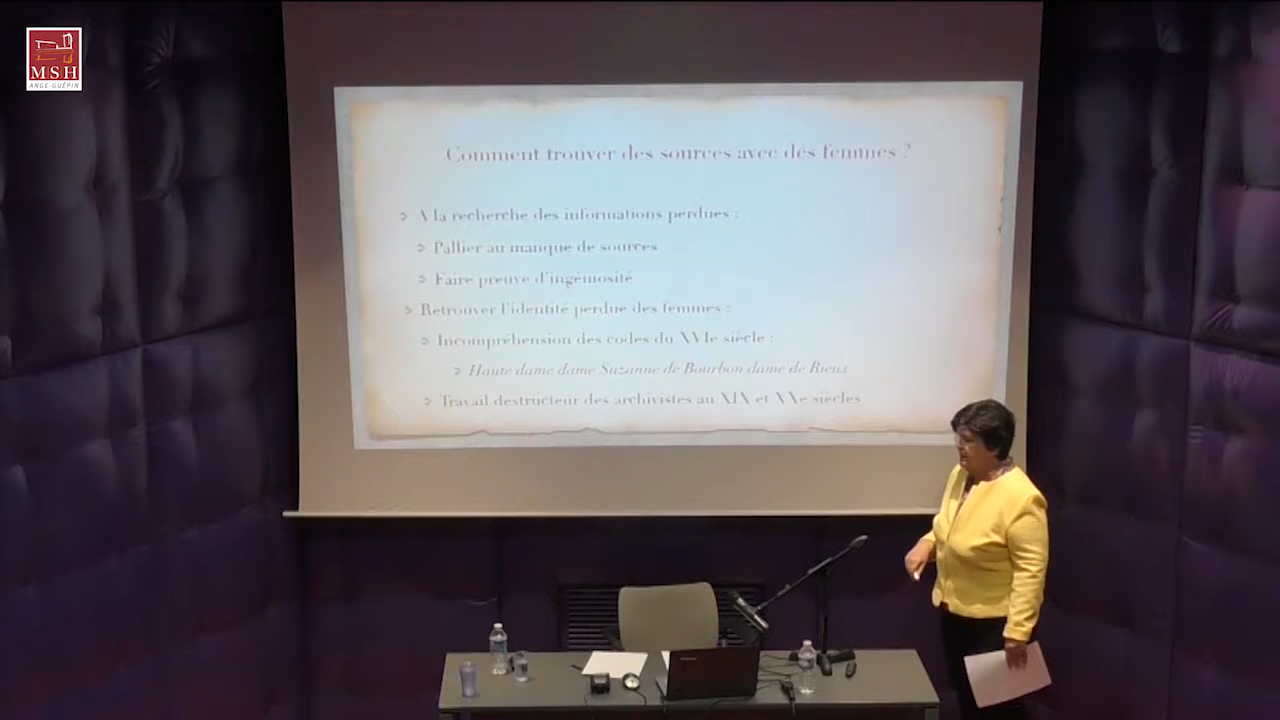 MSH
ANGE-GUÉPIN
Comment trouver des sources avec des femmes ?
A la recherche des informations perdues :
Pallier au manque de sources
Faire preuve d'ingéniosité
Retrouver l'identité perdue des femmes :
Incompréhension des codes du XVIe siècle :
Haute dame dame Suzanne de Bourbon dame de Rieux
Travail destructeur des archivistes au XIX et XXe siècles